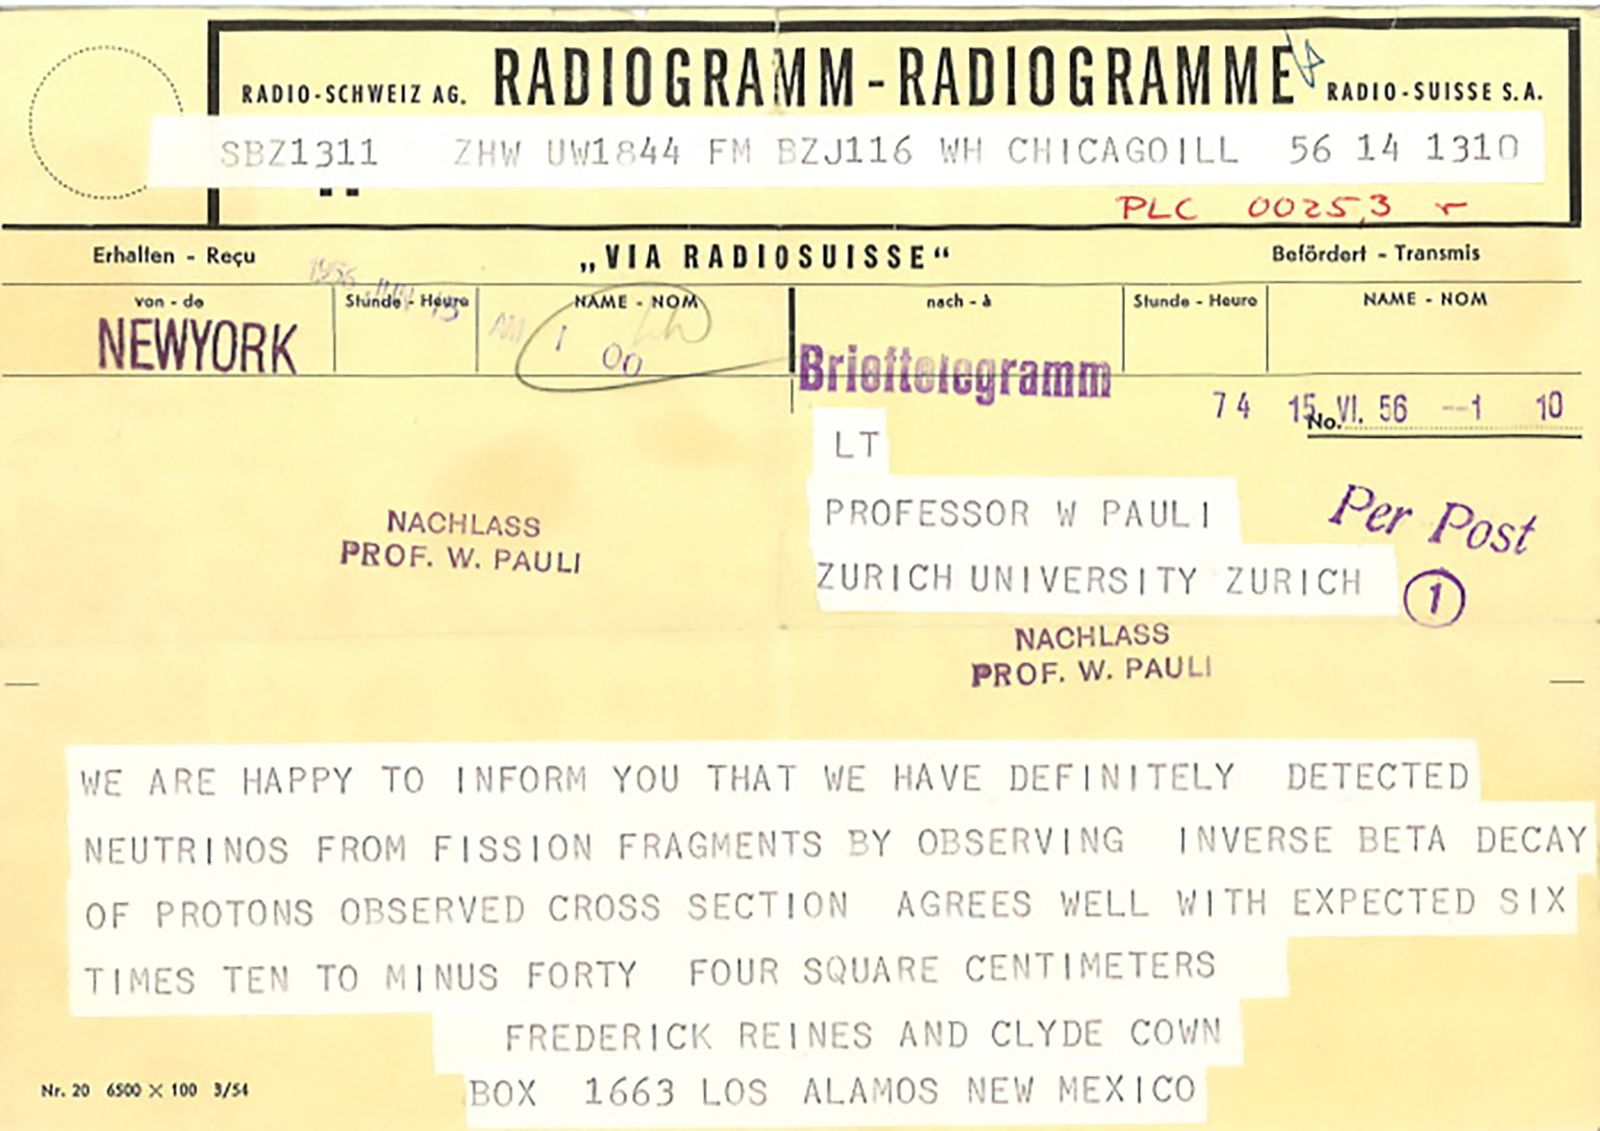 RADIO-SCHWEIZ AG. RADIOGRAMM-RADIOGRAMME RADIO-SUISSE S.A.
SBZ1311 ZHW UW1844 FM BZJ116 WH CHICAGOILL 56 14 1310
PLC 00253
Erhalten - Reçu „VIA RADIOSUISSE“ Befördert - Transmis
von - de Stunde - Heure NAME - NOM nach - à Stunde - Heure NAME - NOM
NEWYORK
Brieftelegramm
74 15. VI. 56 --1 10
No.
LT
PROFESSOR W PAULI
ZURICH UNIVERSITY ZURICH
Per Post
1
NACHLASS
PROF. W. PAULI
NACHLASS
PROF. W. PAULI
WE ARE HAPPY TO INFORM YOU THAT WE HAVE DEFINITELY DETECTED
NEUTRINOS FROM FISSION FRAGMENTS BY OBSERVING INVERSE BETA DECAY
OF PROTONS OBSERVED CROSS SECTION AGREES WELL WITH EXPECTED SIX
TIMES TEN TO MINUS FORTY FOUR SQUARE CENTIMETERS
FREDERICK REINES AND CLYDE COWN
BOX 1663 LOS ALAMOS NEW MEXICO
Nr. 20 6500 × 100 3/54